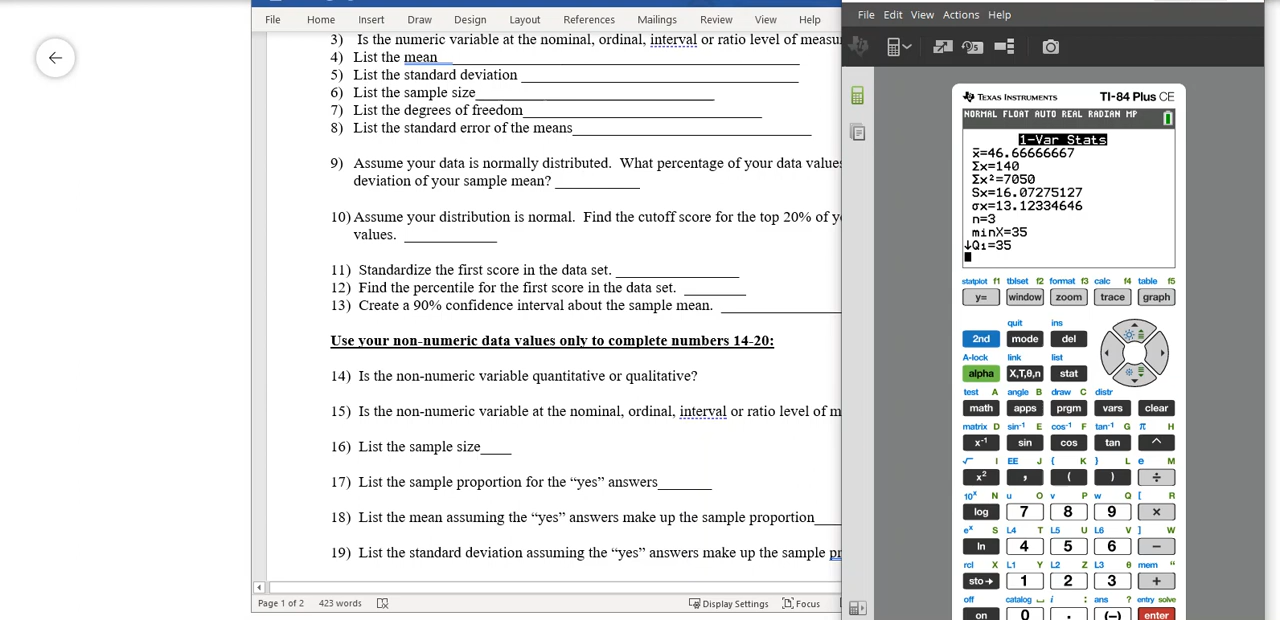 File Home Insert Draw Design Layout References Mailings Review View Help
3) Is the numeric variable at the nominal, ordinal, interval or ratio level of measu
4) List the mean
5) List the standard deviation
6) List the sample size
7) List the degrees of freedom
8) List the standard error of the means
9) Assume your data is normally distributed. What percentage of your data values
deviation of your sample mean?
10) Assume your distribution is normal. Find the cutoff score for the top 20% of y
values.
11) Standardize the first score in the data set.
12) Find the percentile for the first score in the data set.
13) Create a 90% confidence interval about the sample mean.
Use your non-numeric data values only to complete numbers 14-20:
14) Is the non-numeric variable quantitative or qualitative?
15) Is the non-numeric variable at the nominal, ordinal, interval or ratio level of m
16) List the sample size
17) List the sample proportion for the “yes” answers
18) List the mean assuming the “yes” answers make up the sample proportion
19) List the standard deviation assuming the “yes” answers make up the sample pr
Page 1 of 2 423 words Display Settings Focus
File Edit View Actions Help
TEXAS INSTRUMENTS TI-84 Plus CE
NORMAL FLOAT AUTO REAL RADIAN MP
1-Var Stats
x̄=46.66666667
Σx=140
Σx²=7050
Sx=16.07275127
σx=13.12334646
n=3
minX=35
↓Q₁=35
statplot f1 tblset f2 format f3 calc f4 table f5
y= window zoom trace graph
quit ins
2nd mode del
A-lock link list
alpha X,T,θ,n stat
test A angle B draw C distr
math apps prgm vars clear
matrix D sin⁻¹ E cos⁻¹ F tan⁻¹ G π H
x⁻¹ sin cos tan ^
√ I EE J { K } L e M
x² , ( ) ÷
10ˣ N u O v P w Q [ R
log 7 8 9 ×
eˣ S L4 T L5 U L6 V ] W
ln 4 5 6 −
rcl X L1 Y L2 Z L3 θ mem "
sto→ 1 2 3 +
off catalog i : ans ? entry solve
on 0 . (−) enter